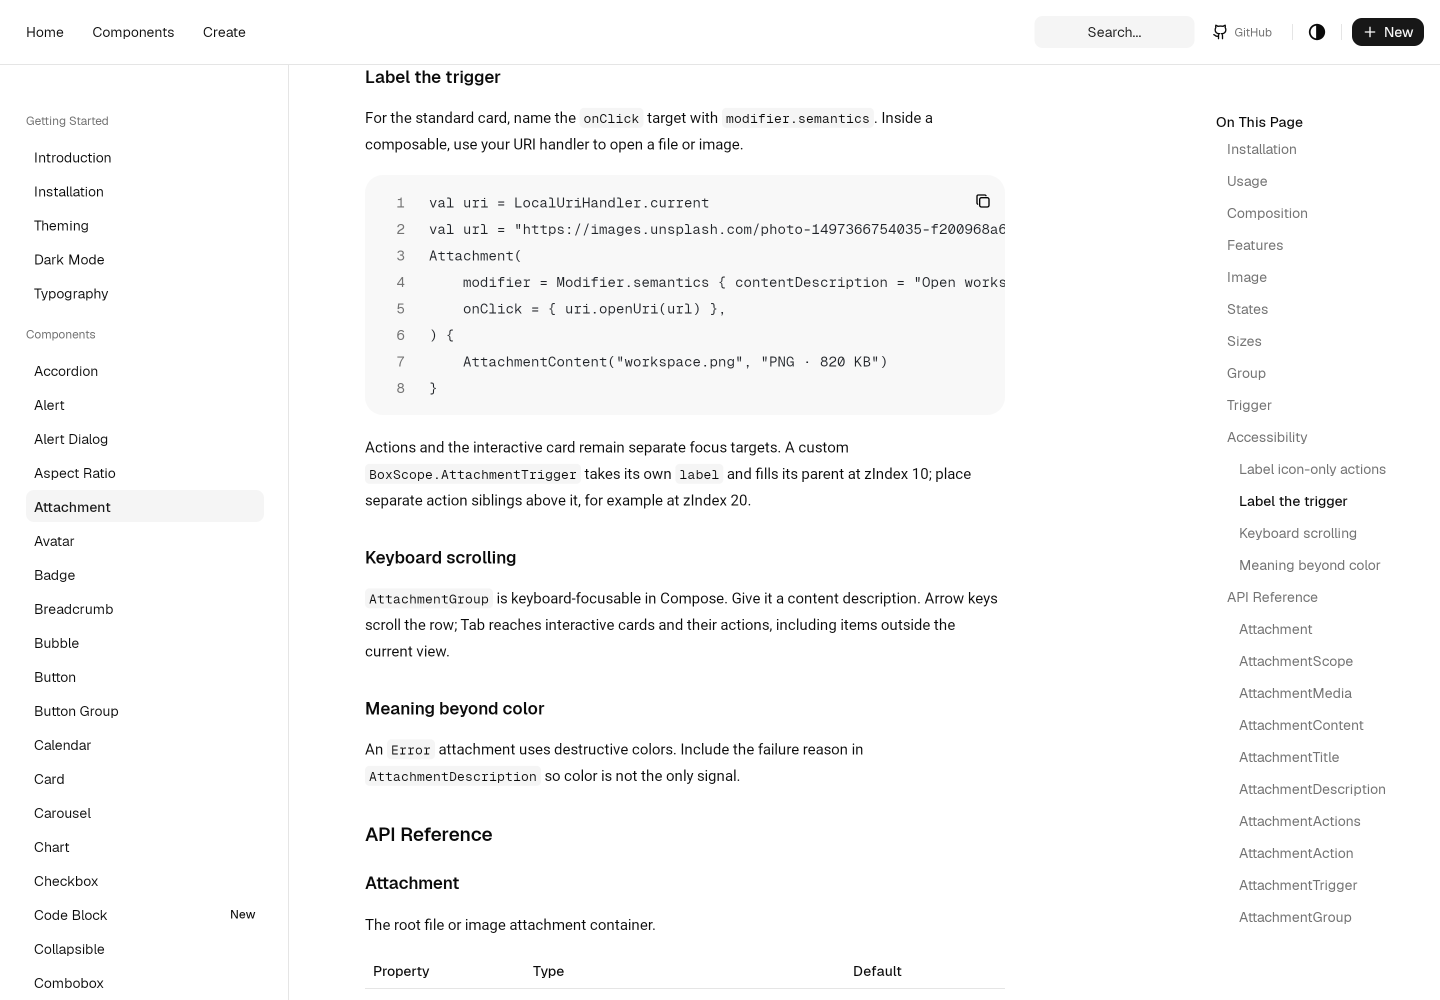 Home Components Create Search... GitHub New
Getting Started
Introduction
Installation
Theming
Dark Mode
Typography
Components
Accordion
Alert
Alert Dialog
Aspect Ratio
Attachment
Avatar
Badge
Breadcrumb
Bubble
Button
Button Group
Calendar
Card
Carousel
Chart
Checkbox
Code Block New
Collapsible
Combobox
Label the trigger
For the standard card, name the onClick target with modifier.semantics. Inside a
composable, use your URI handler to open a file or image.
1 val uri = LocalUriHandler.current
2 val url = "https://images.unsplash.com/photo-1497366754035-f200968a6
3 Attachment(
4 modifier = Modifier.semantics { contentDescription = "Open works
5 onClick = { uri.openUri(url) },
6 ) {
7 AttachmentContent("workspace.png", "PNG · 820 KB")
8 }
Actions and the interactive card remain separate focus targets. A custom
BoxScope.AttachmentTrigger takes its own label and fills its parent at zIndex 10; place
separate action siblings above it, for example at zIndex 20.
Keyboard scrolling
AttachmentGroup is keyboard-focusable in Compose. Give it a content description. Arrow keys
scroll the row; Tab reaches interactive cards and their actions, including items outside the
current view.
Meaning beyond color
An Error attachment uses destructive colors. Include the failure reason in
AttachmentDescription so color is not the only signal.
API Reference
Attachment
The root file or image attachment container.
Property Type Default
On This Page
Installation
Usage
Composition
Features
Image
States
Sizes
Group
Trigger
Accessibility
Label icon-only actions
Label the trigger
Keyboard scrolling
Meaning beyond color
API Reference
Attachment
AttachmentScope
AttachmentMedia
AttachmentContent
AttachmentTitle
AttachmentDescription
AttachmentActions
AttachmentAction
AttachmentTrigger
AttachmentGroup